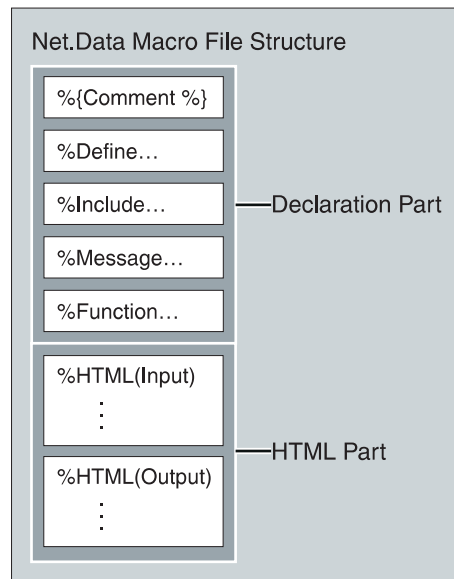 Net.Data Macro File Structure
%{Comment %}
%Define...
%Include...
Declaration Part
%Message...
%Function...
%HTML(Input)
⋮
HTML Part
%HTML(Output)
⋮